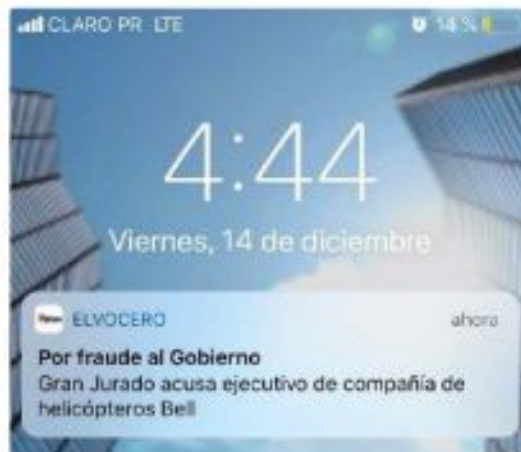 CLARO PR LTE 14 %
4:44
Viernes, 14 de diciembre
ELVOCERO ahora
Por fraude al Gobierno
Gran Jurado acusa ejecutivo de compañía de
helicópteros Bell